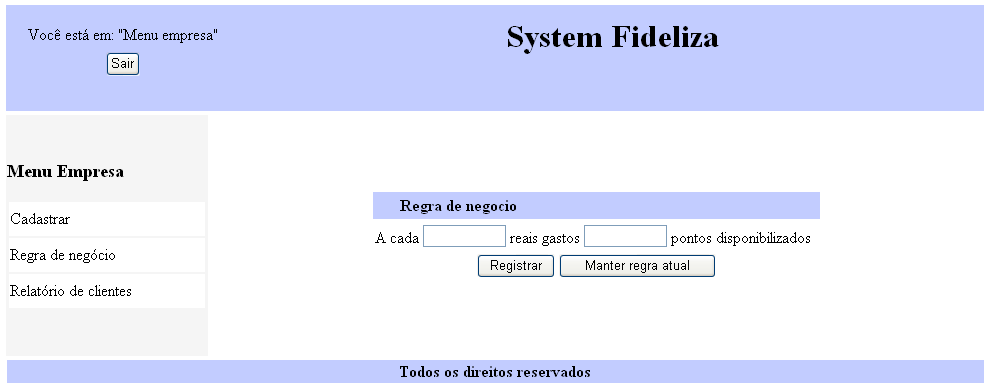 Você está em: "Menu empresa"
Sair
System Fideliza
Menu Empresa
Cadastrar
Regra de negócio
Relatório de clientes
Regra de negocio
A cada reais gastos pontos disponibilizados
Registrar Manter regra atual
Todos os direitos reservados